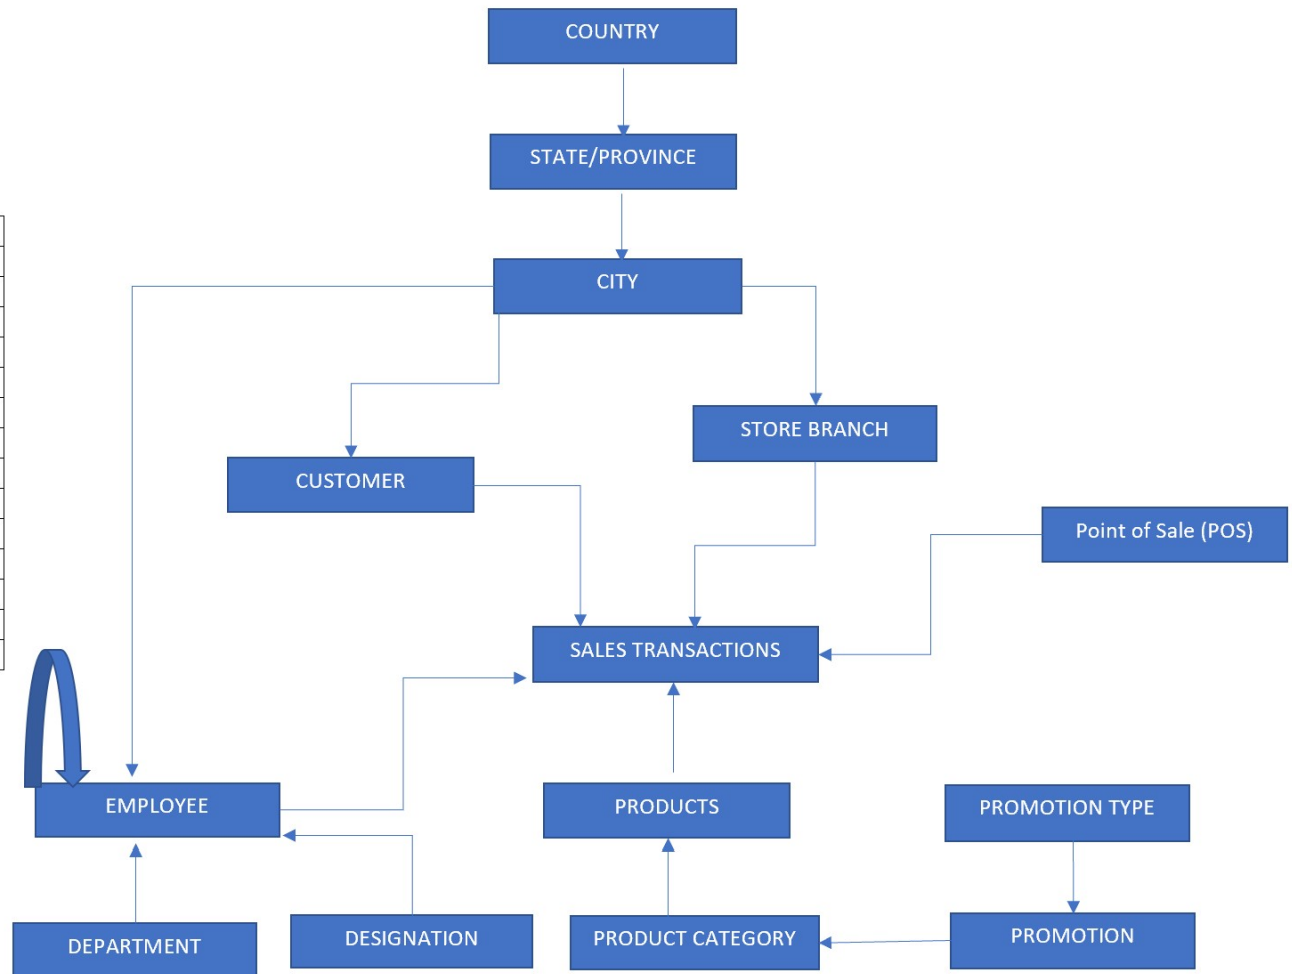 COUNTRY
STATE/PROVINCE
CITY
STORE BRANCH
CUSTOMER
Point of Sale (POS)
SALES TRANSACTIONS
EMPLOYEE
PRODUCTS
PROMOTION TYPE
DEPARTMENT
DESIGNATION
PRODUCT CATEGORY
PROMOTION